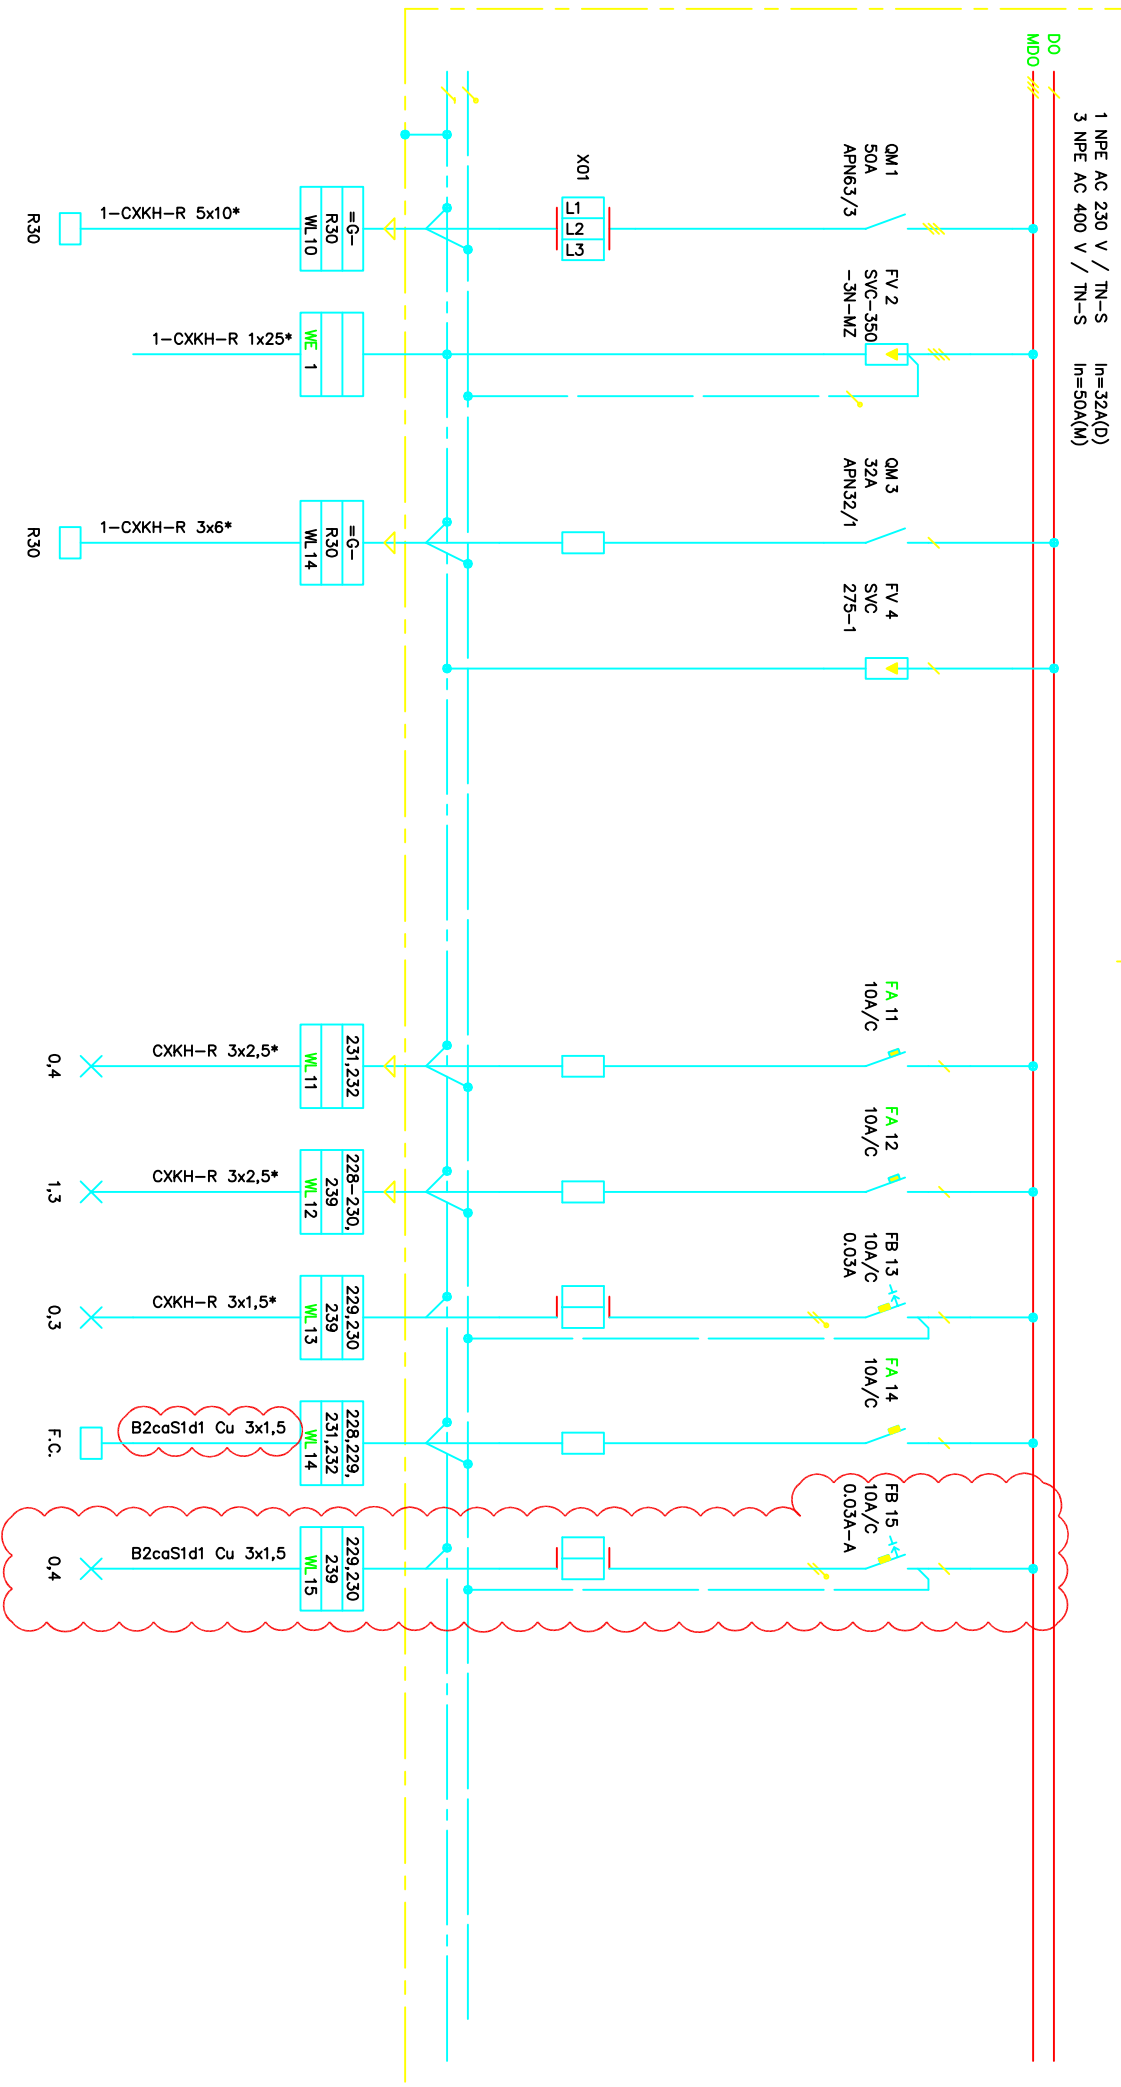 1 NPE AC 230 V / TN-S In=32A(D)
3 NPE AC 400 V / TN-S In=50A(M)
DO
MDO
QM1
50A
APN63/3
FV 2
SVC-350
-3N-MZ
QM3
32A
APN32/1
FV 4
SVC
275-1
FA 11
10A/C
FA 12
10A/C
FB 13
10A/C
0.03A
FA 14
10A/C
FB 15
10A/C
0.03A-A
X01
L1
L2
L3
=G-
R30
WL 10
WE 1
=G-
R30
WL 14
231,232
WL 11
228-230,
239
WL 12
229,230
239
WL 13
228,229,
231,232
WL 14
229,230
239
WL 15
1-CXKH-R 5x10*
1-CXKH-R 1x25*
1-CXKH-R 3x6*
CXKH-R 3x2,5*
CXKH-R 3x2,5*
CXKH-R 3x1,5*
B2caS1d1 Cu 3x1,5
B2caS1d1 Cu 3x1,5
R30
R30
0,4
1,3
0,3
F.C.
0,4